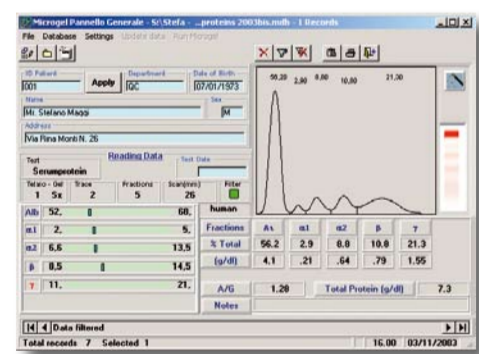 Microgel Pannello Generale - Sr\Stefa - ...proteins 2003bis.mdb - 1 Records
File Database Settings Update data Run Microgel
ID Patient
001
Apply
Department
QC
Date of Birth
07/01/1973
Name
Mr. Stefano Maggi
Sex
M
Address
Via Rina Monti N. 26
Test
Serumprotein
Reading Data
Test Date
Telaio - Gel Trace Fractions Scan(mm) Filter
1 5x 2 5 26
Alb 52, 68,
α1 2, 5,
α2 6,6 13,5
β 8,5 14,5
γ 11, 21,
56,20 2,90 8,80 10,80 21,30
human
Fractions A1 α1 α2 β γ
% Total 56.2 2.9 8.8 10.8 21.3
(g/dl) 4.1 .21 .64 .79 1.55
A/G 1.28 Total Protein (g/dl) 7.3
Notes
Data filtered
Total records 7 Selected 1 16.00 03/11/2003